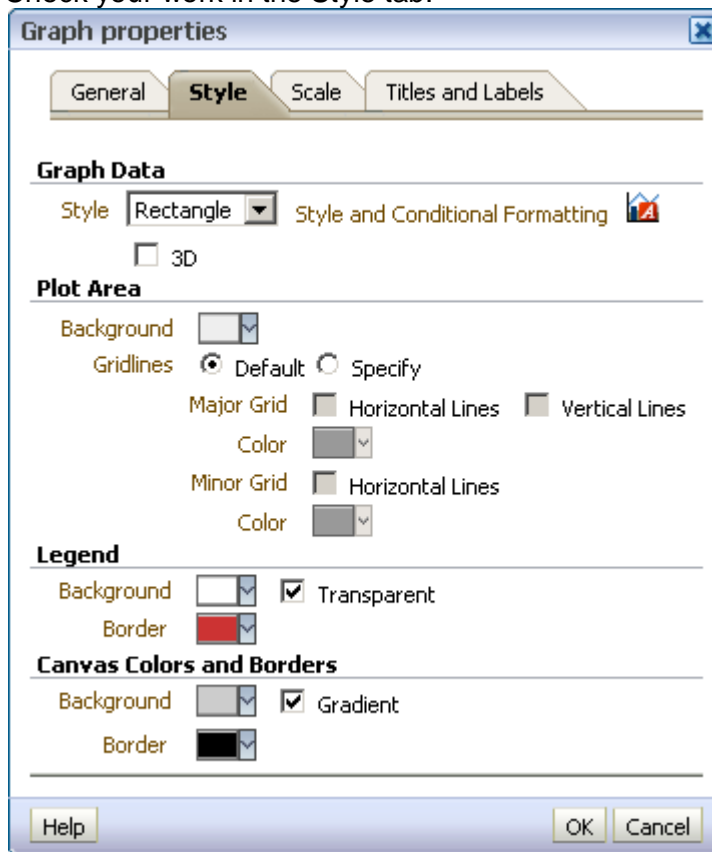 Check your work in the Style tab.
Graph properties
General Style Scale Titles and Labels
Graph Data
Style Rectangle Style and Conditional Formatting A
3D
Plot Area
Background
Gridlines Default Specify
Major Grid Horizontal Lines Vertical Lines
Color
Minor Grid Horizontal Lines
Color
Legend
Background Transparent
Border
Canvas Colors and Borders
Background Gradient
Border
Help OK Cancel